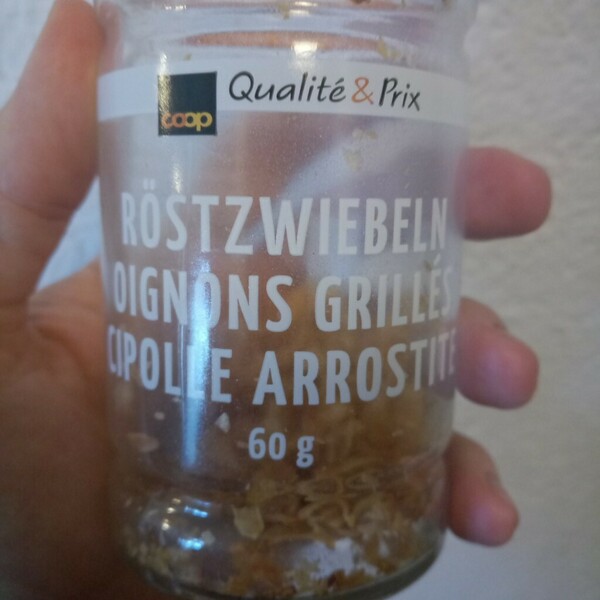 coop
Qualité & Prix
RÖSTZWIEBELN
OIGNONS GRILLÉS
CIPOLLE ARROSTITE
60 g